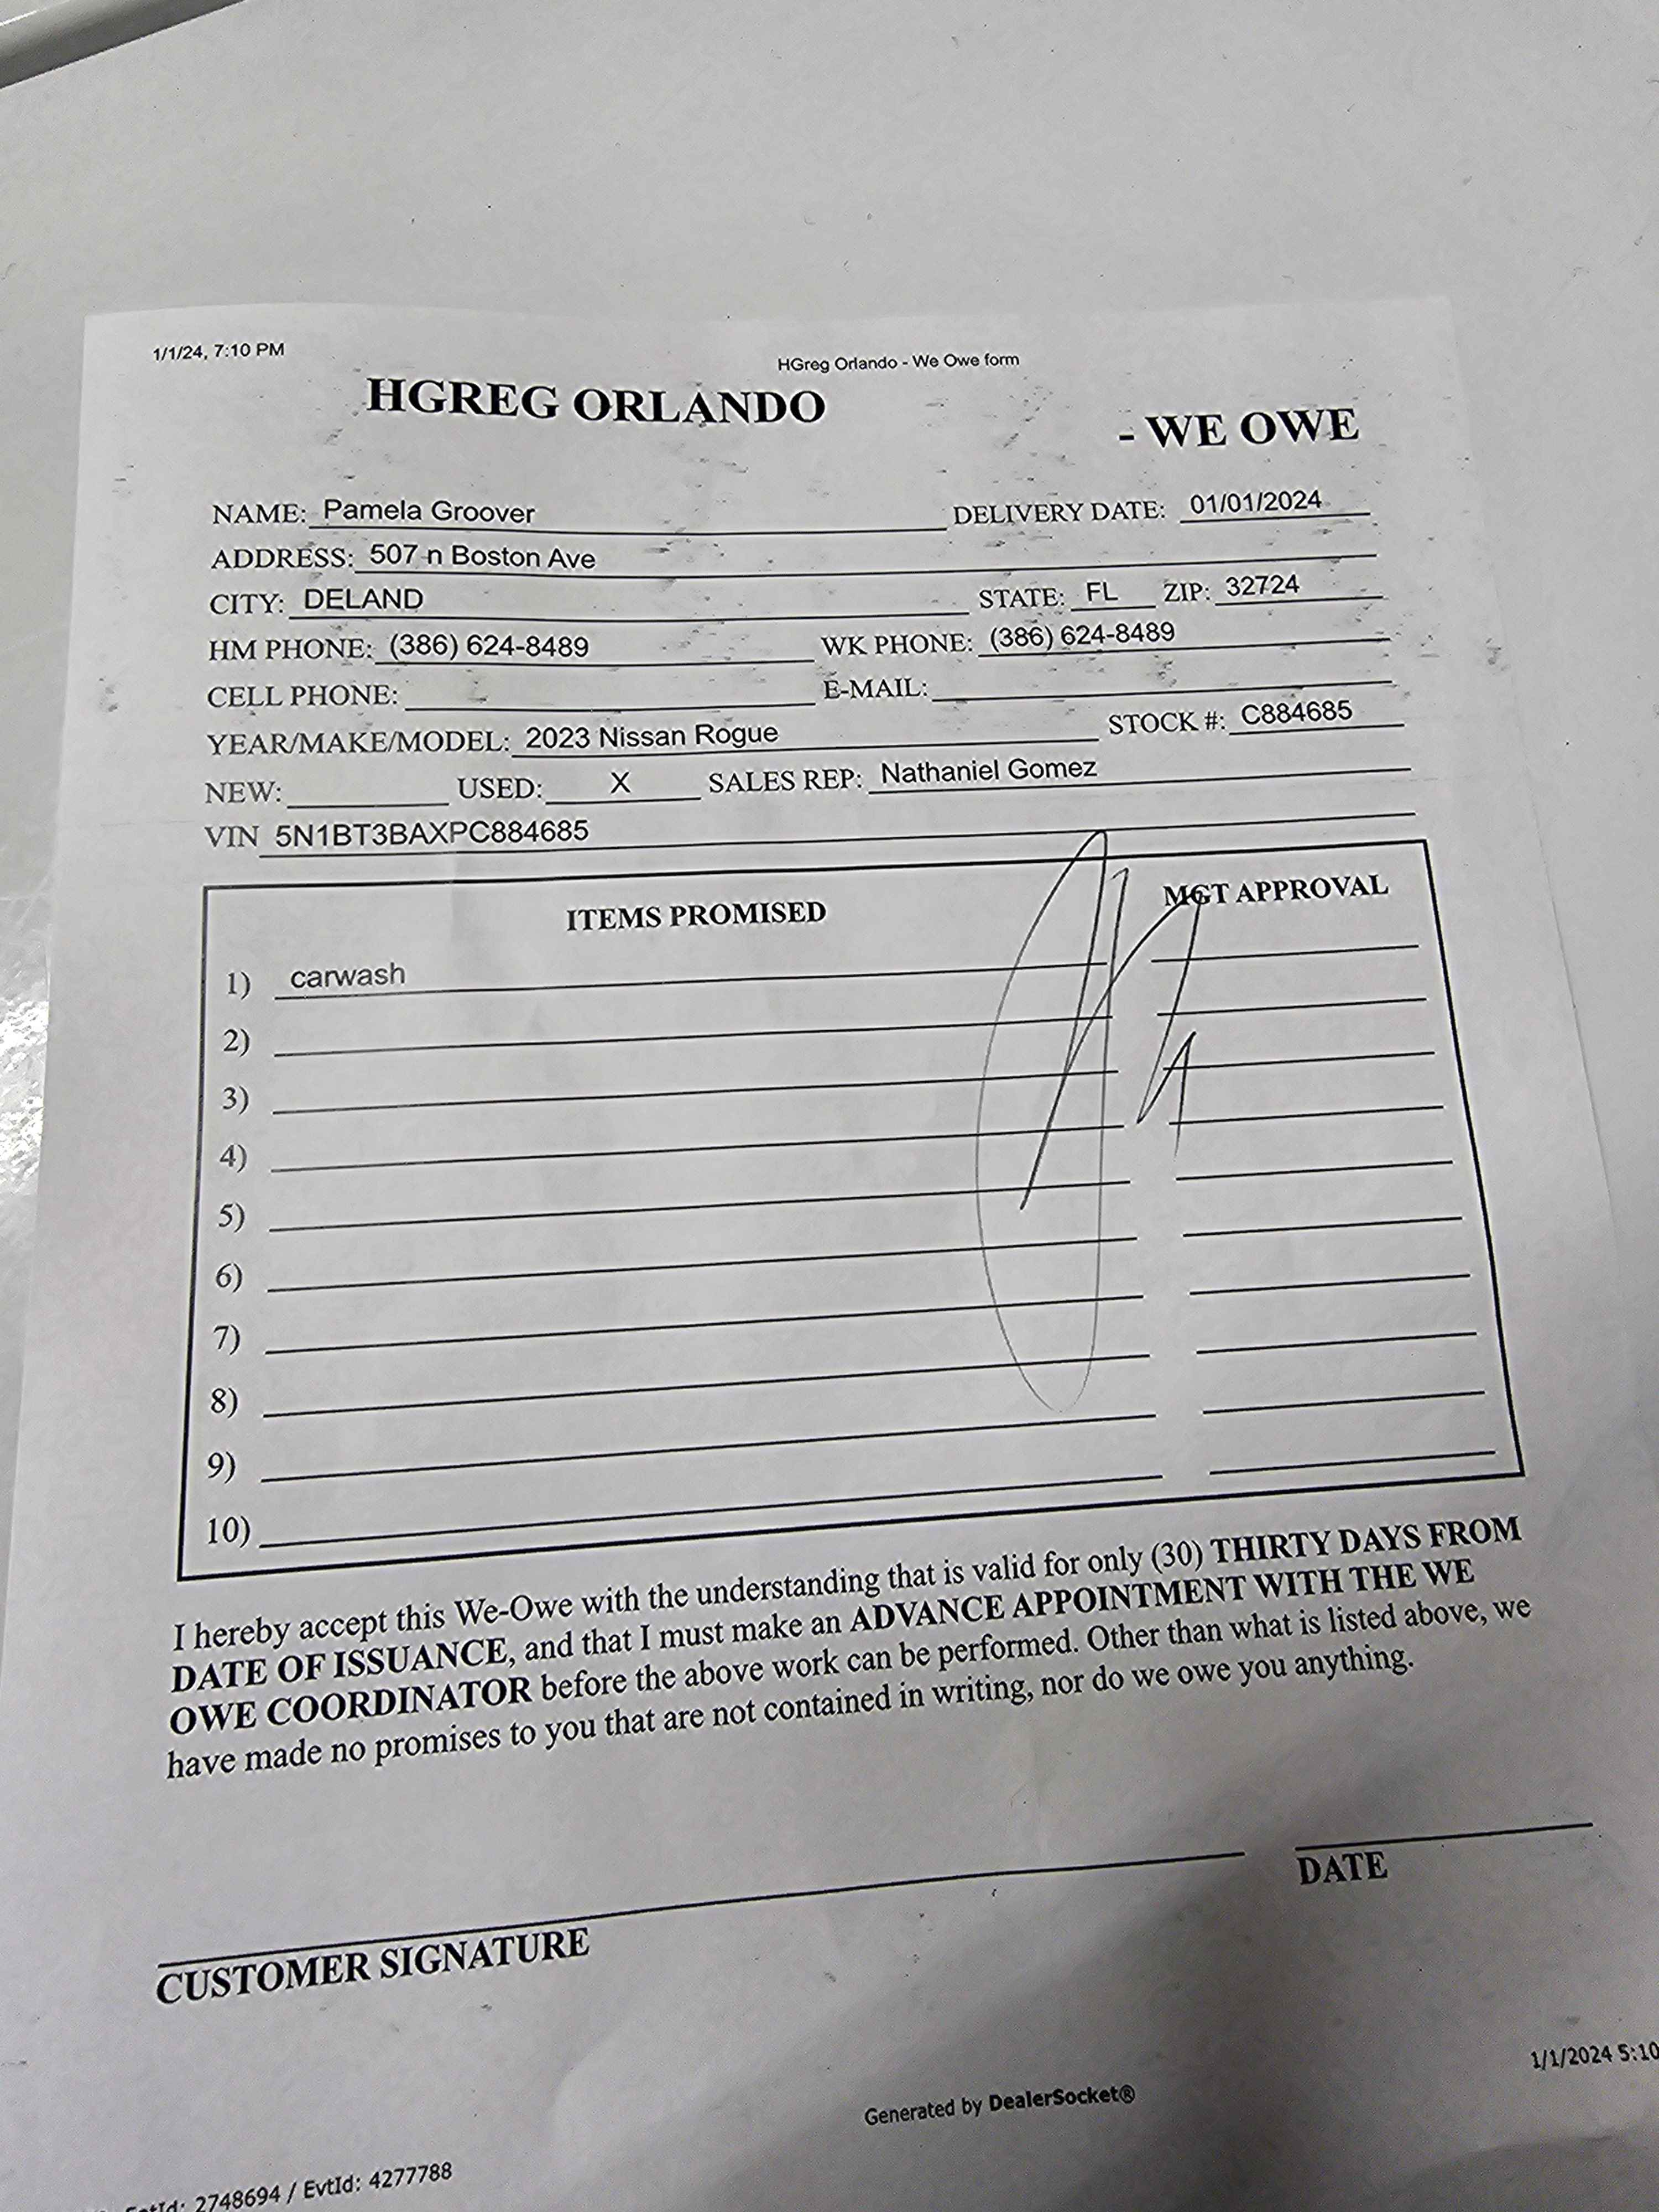 1/1/24, 7:10 PM HGreg Orlando - We Owe form
HGREG ORLANDO - WE OWE
NAME: Pamela Groover DELIVERY DATE: 01/01/2024
ADDRESS: 507 n Boston Ave
CITY: DELAND STATE: FL ZIP: 32724
HM PHONE: (386) 624-8489 WK PHONE: (386) 624-8489
CELL PHONE: E-MAIL:
YEAR/MAKE/MODEL: 2023 Nissan Rogue STOCK #: C884685
NEW: USED: X SALES REP: Nathaniel Gomez
VIN 5N1BT3BAXPC884685
ITEMS PROMISED MGT APPROVAL
1) carwash
2)
3)
4)
5)
6)
7)
8)
9)
10)
I hereby accept this We-Owe with the understanding that is valid for only (30) THIRTY DAYS FROM
DATE OF ISSUANCE, and that I must make an ADVANCE APPOINTMENT WITH THE WE
OWE COORDINATOR before the above work can be performed. Other than what is listed above, we
have made no promises to you that are not contained in writing, nor do we owe you anything.
CUSTOMER SIGNATURE DATE
1/1/2024 5:10
Generated by DealerSocket®
2748694 / EvtId: 4277788